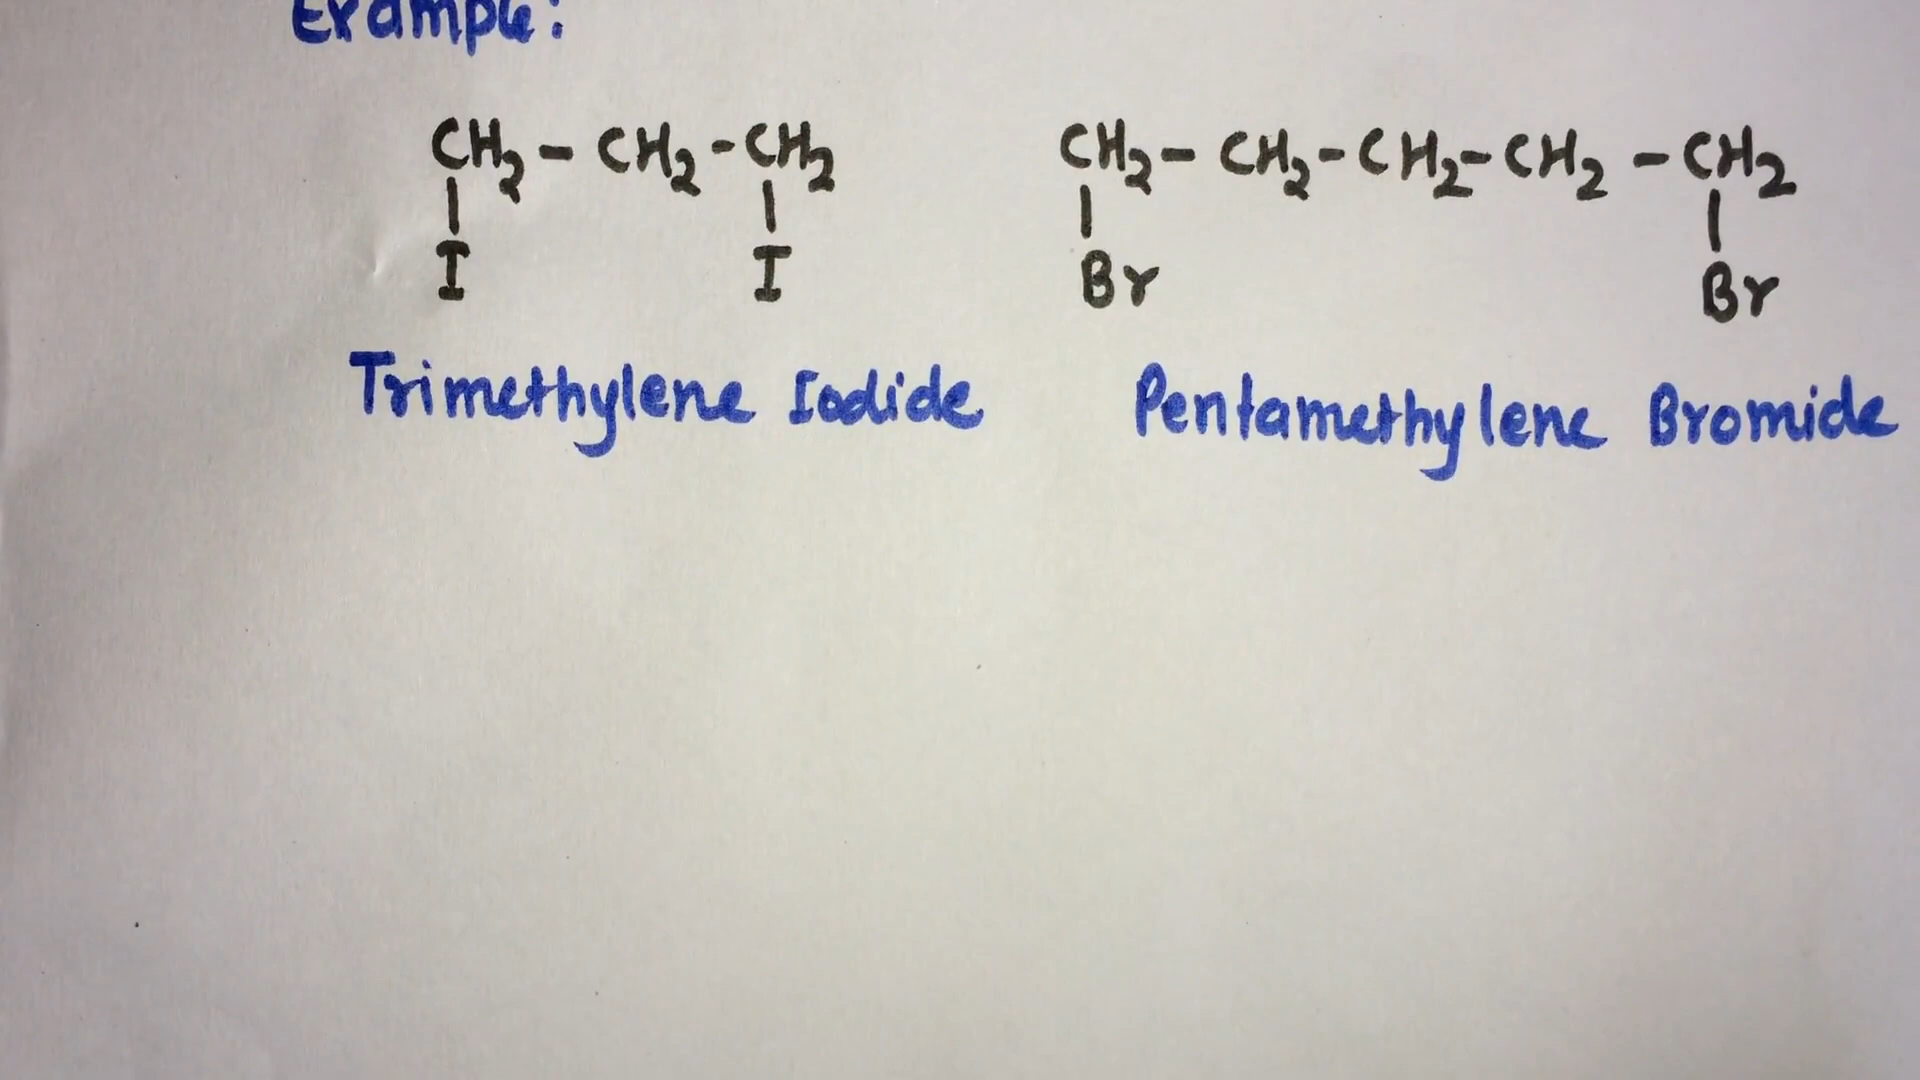 Example:
CH2 - CH2 - CH2 CH2 - CH2 - CH2 - CH2 - CH2
I I Br Br
Trimethylene Iodide Pentamethylene Bromide